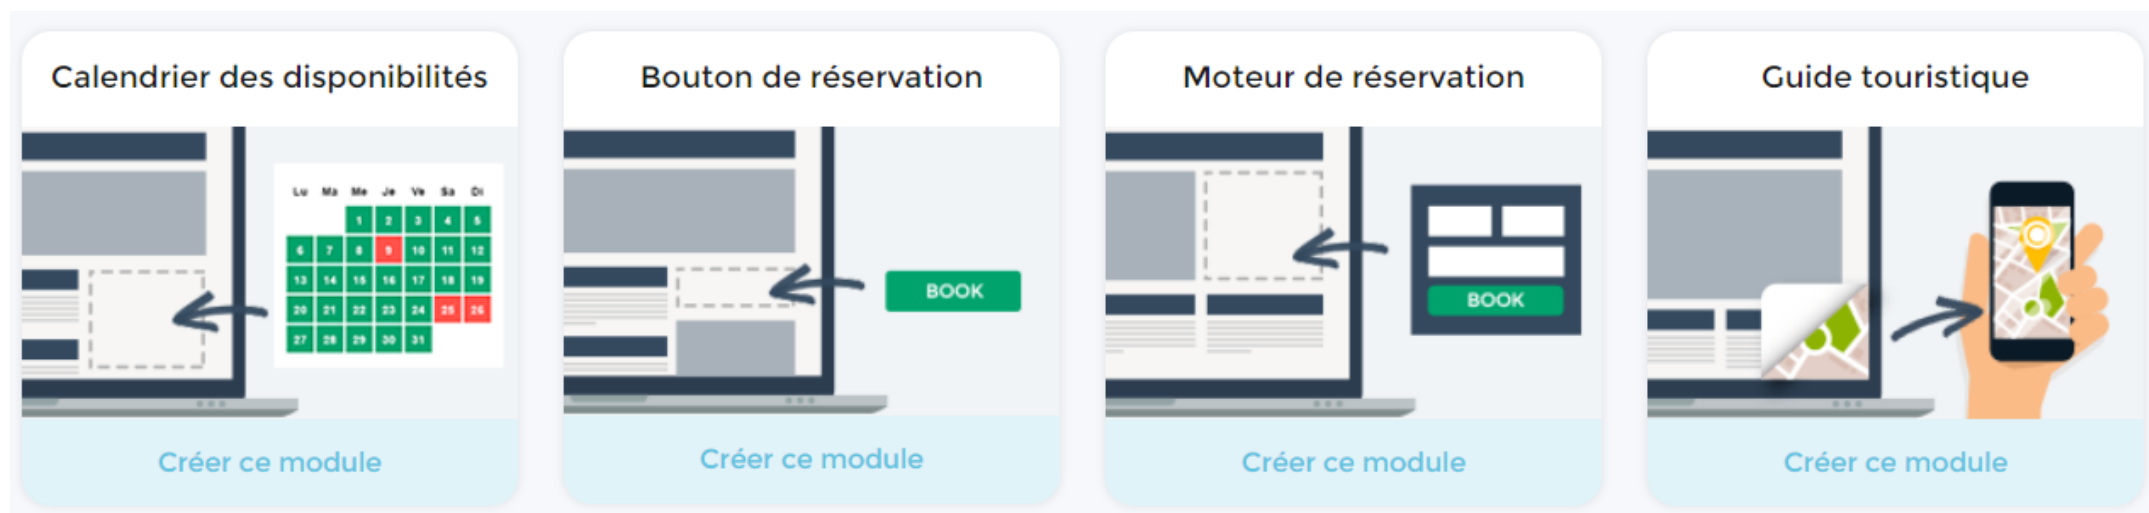 Calendrier des disponibilités
Lu Ma Me Je Ve Sa Di
1 2 3 4 5
6 7 8 9 10 11 12
13 14 15 16 17 18 19
20 21 22 23 24 25 26
27 28 29 30 31
Créer ce module
Bouton de réservation
BOOK
Créer ce module
Moteur de réservation
BOOK
Créer ce module
Guide touristique
Créer ce module